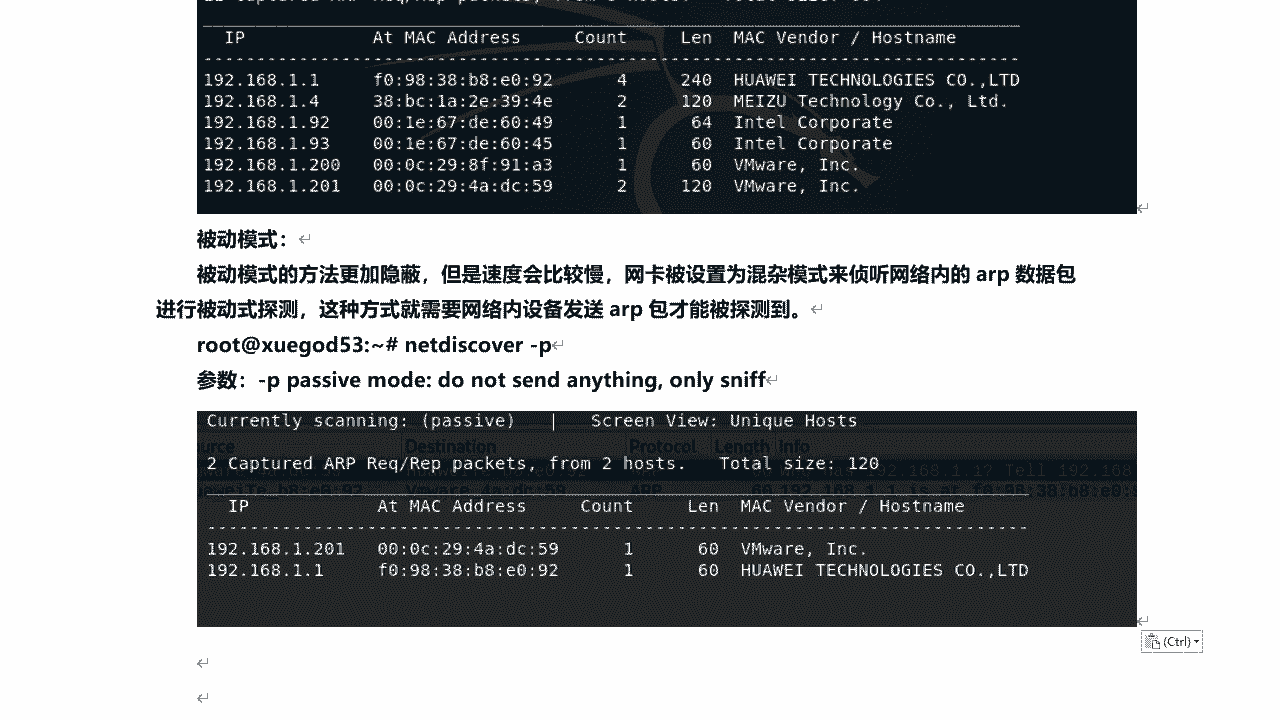 IP At MAC Address Count Len MAC Vendor / Hostname
192.168.1.1 f0:98:38:b8:e0:92 4 240 HUAWEI TECHNOLOGIES CO.,LTD
192.168.1.4 38:bc:1a:2e:39:4e 2 120 MEIZU Technology Co., Ltd.
192.168.1.92 00:1e:67:de:60:49 1 64 Intel Corporate
192.168.1.93 00:1e:67:de:60:45 1 60 Intel Corporate
192.168.1.200 00:0c:29:8f:91:a3 1 60 VMware, Inc.
192.168.1.201 00:0c:29:4a:dc:59 2 120 VMware, Inc.
被动模式：
被动模式的方法更加隐蔽，但是速度会比较慢，网卡被设置为混杂模式来侦听网络内的 arp 数据包
进行被动式探测，这种方式就需要网络内设备发送 arp 包才能被探测到。
root@xuegod53:~# netdiscover -p
参数：-p passive mode: do not send anything, only sniff
Currently scanning: (passive) | Screen View: Unique Hosts
Destination Protocol Length Info
2 Captured ARP Req/Rep packets, from 2 hosts. Total size: 120
IP At MAC Address Count Len MAC Vendor / Hostname
192.168.1.201 00:0c:29:4a:dc:59 1 60 VMware, Inc.
192.168.1.1 f0:98:38:b8:e0:92 1 60 HUAWEI TECHNOLOGIES CO.,LTD
(Ctrl)